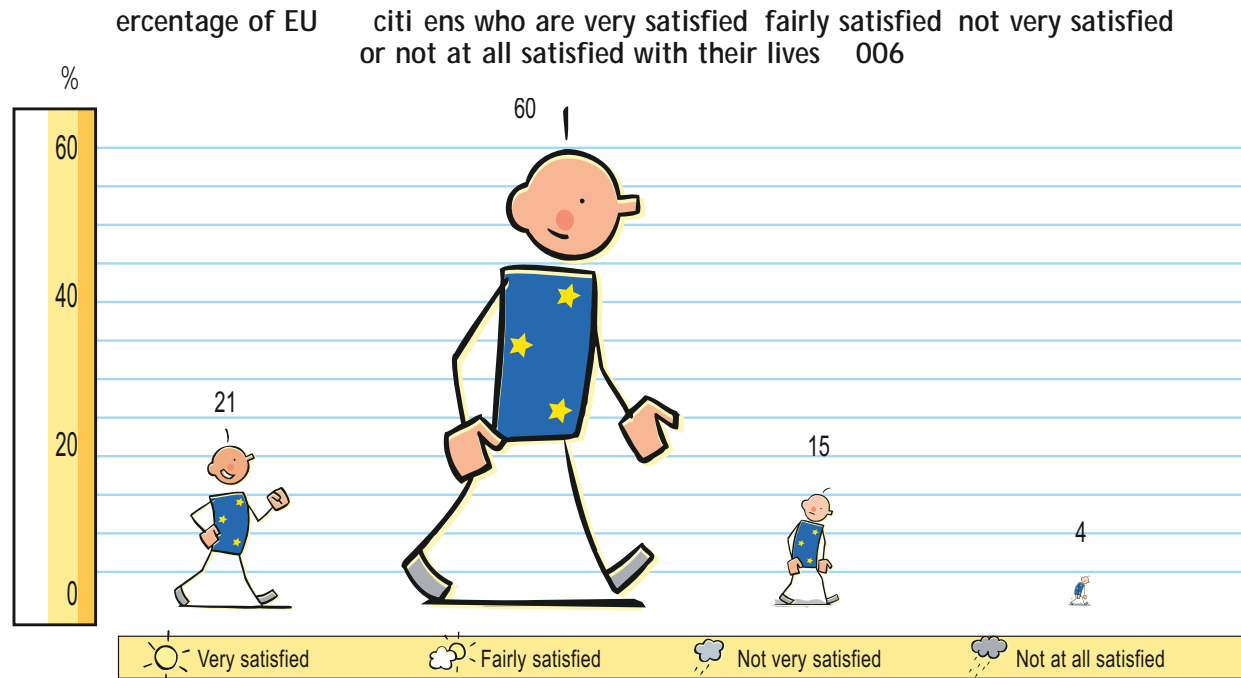 ercentage of EU citi ens who are very satisfied fairly satisfied not very satisfied
or not at all satisfied with their lives 006
%
60
40
20
0
21
60
15
4
Very satisfied
Fairly satisfied
Not very satisfied
Not at all satisfied